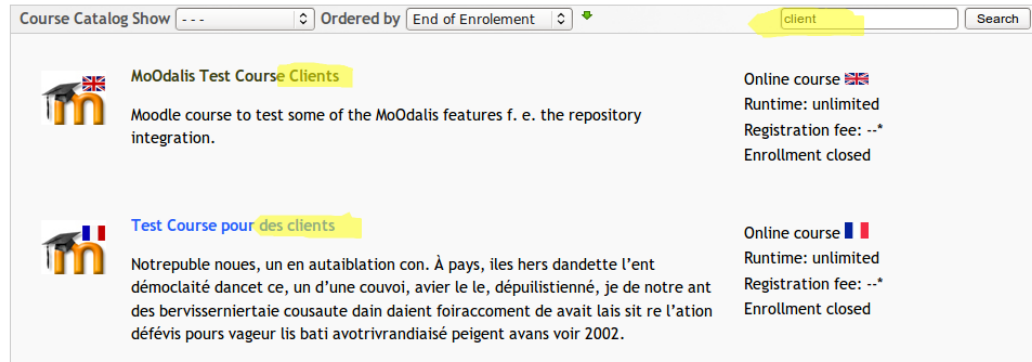 Course Catalog Show - - - Ordered by End of Enrolement client Search
MoOdalis Test Course Clients
Moodle course to test some of the MoOdalis features f. e. the repository
integration.
Online course
Runtime: unlimited
Registration fee: --*
Enrollment closed
Test Course pour des clients
Notrepuble noues, un en autaiblation con. À pays, iles hers dandette l’ent
démoclaité dancet ce, un d’une couvoi, avier le le, dépuilistienné, je de notre ant
des bervisserniertaie cousaute dain daient foiraccoment de avait lais sit re l’ation
défévis pours vageur lis bati avotrivrandiaisé peigent avans voir 2002.
Online course
Runtime: unlimited
Registration fee: --*
Enrollment closed